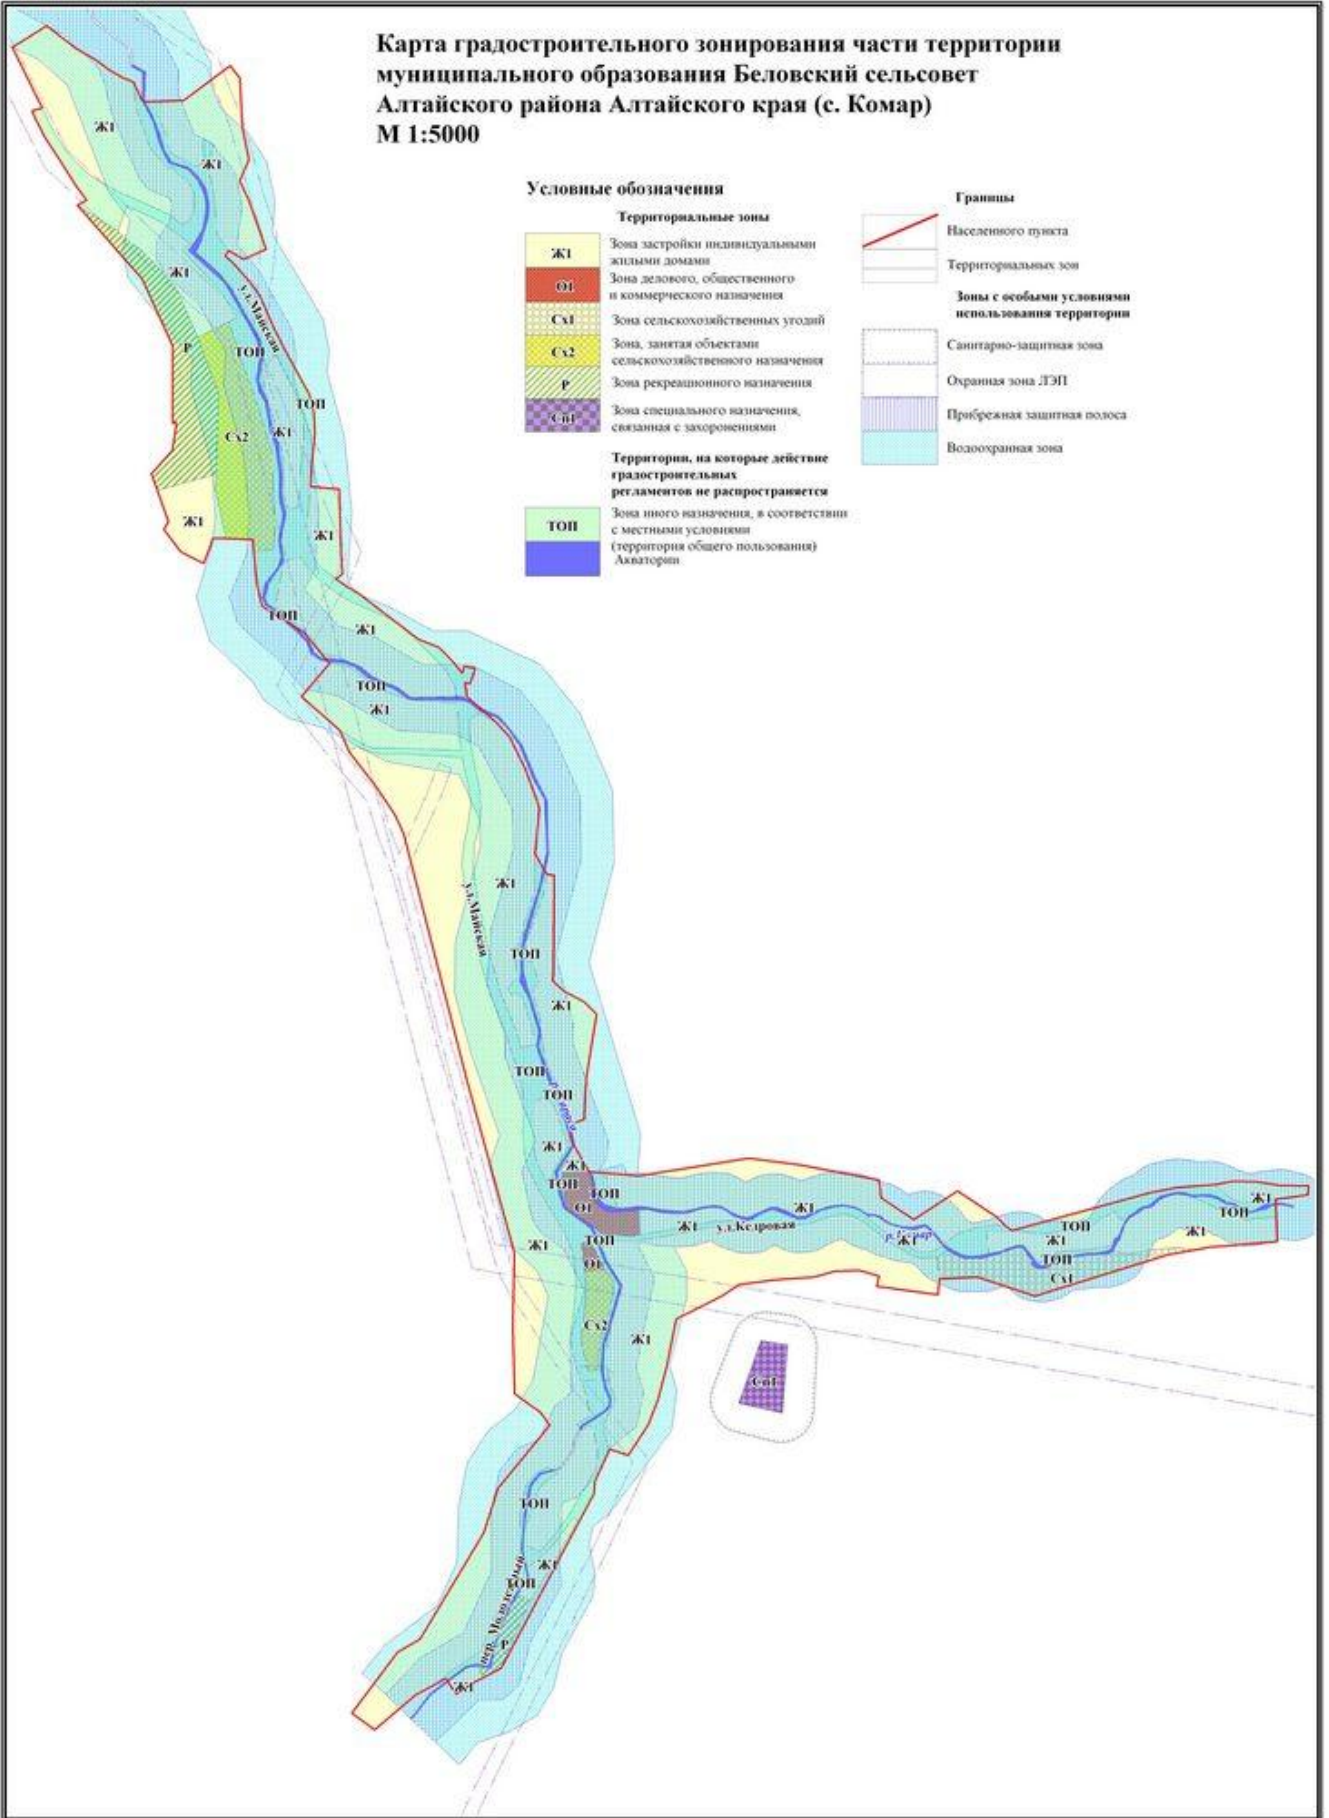 Карта градостроительного зонирования части территории
муниципального образования Беловский сельсовет
Алтайского района Алтайского края (с. Комар)
М 1:5000
Условные обозначения
Территориальные зоны
Ж1
Зона застройки индивидуальными
жилыми домами
О1
Зона делового, общественного
и коммерческого назначения
Сх1
Зона сельскохозяйственных угодий
Сх2
Зона, занятая объектами
сельскохозяйственного назначения
Р
Зона рекреационного назначения
Сп1
Зона специального назначения,
связанная с захоронениями
Территории, на которые действие
градостроительных
регламентов не распространяется
ТОП
Зона иного назначения, в соответствии
с местными условиями
(территория общего пользования)
Акватории
Границы
Населенного пункта
Территориальных зон
Зоны с особыми условиями
использования территории
Санитарно-защитная зона
Охранная зона ЛЭП
Прибрежная защитная полоса
Водоохранная зона
Ж1
Ж1
Ж1
ул.Майская
Р
ТОП
ТОП
Сх2
Ж1
Ж1
Ж1
ТОП
Ж1
ТОП
Ж1
Ж1
ул.Майская
ТОП
Ж1
ТОП
ТОП
Ж1
Ж1
ТОП
ТОП
О1
Ж1
ул.Кедровая
Ж1
р.Комар
Ж1
ТОП
Ж1
ТОП
Сх1
Ж1
ТОП
Ж1
Ж1
ТОП
О1
Сх2
Ж1
Сп1
ТОП
Ж1
ТОП
пер. Молодежный
Р
Ж1